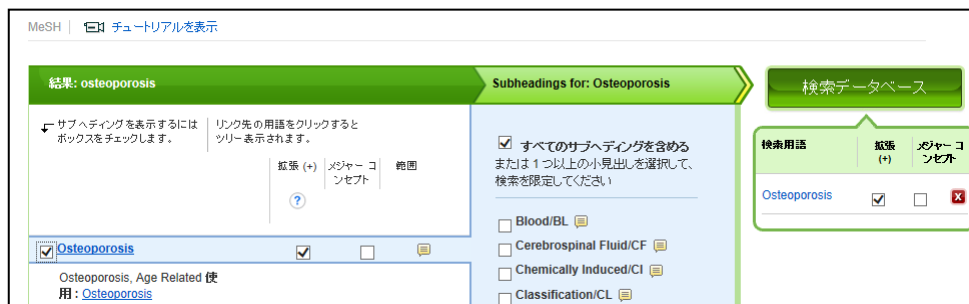 MeSH チュートリアルを表示
結果: osteoporosis
サブヘディングを表示するには
ボックスをチェックします。
リンク先の用語をクリックすると
ツリー表示されます。
拡張 (+)
メジャー コ
ンセプト
範囲
?
Osteoporosis
Osteoporosis, Age Related 使
用 : Osteoporosis
Subheadings for: Osteoporosis
すべてのサブヘディングを含める
または 1 つ以上の小見出しを選択して、
検索を限定してください
Blood/BL
Cerebrospinal Fluid/CF
Chemically Induced/CI
Classification/CL
検索データベース
検索用語
拡張
(+)
メジャー コ
ンセプト
Osteoporosis